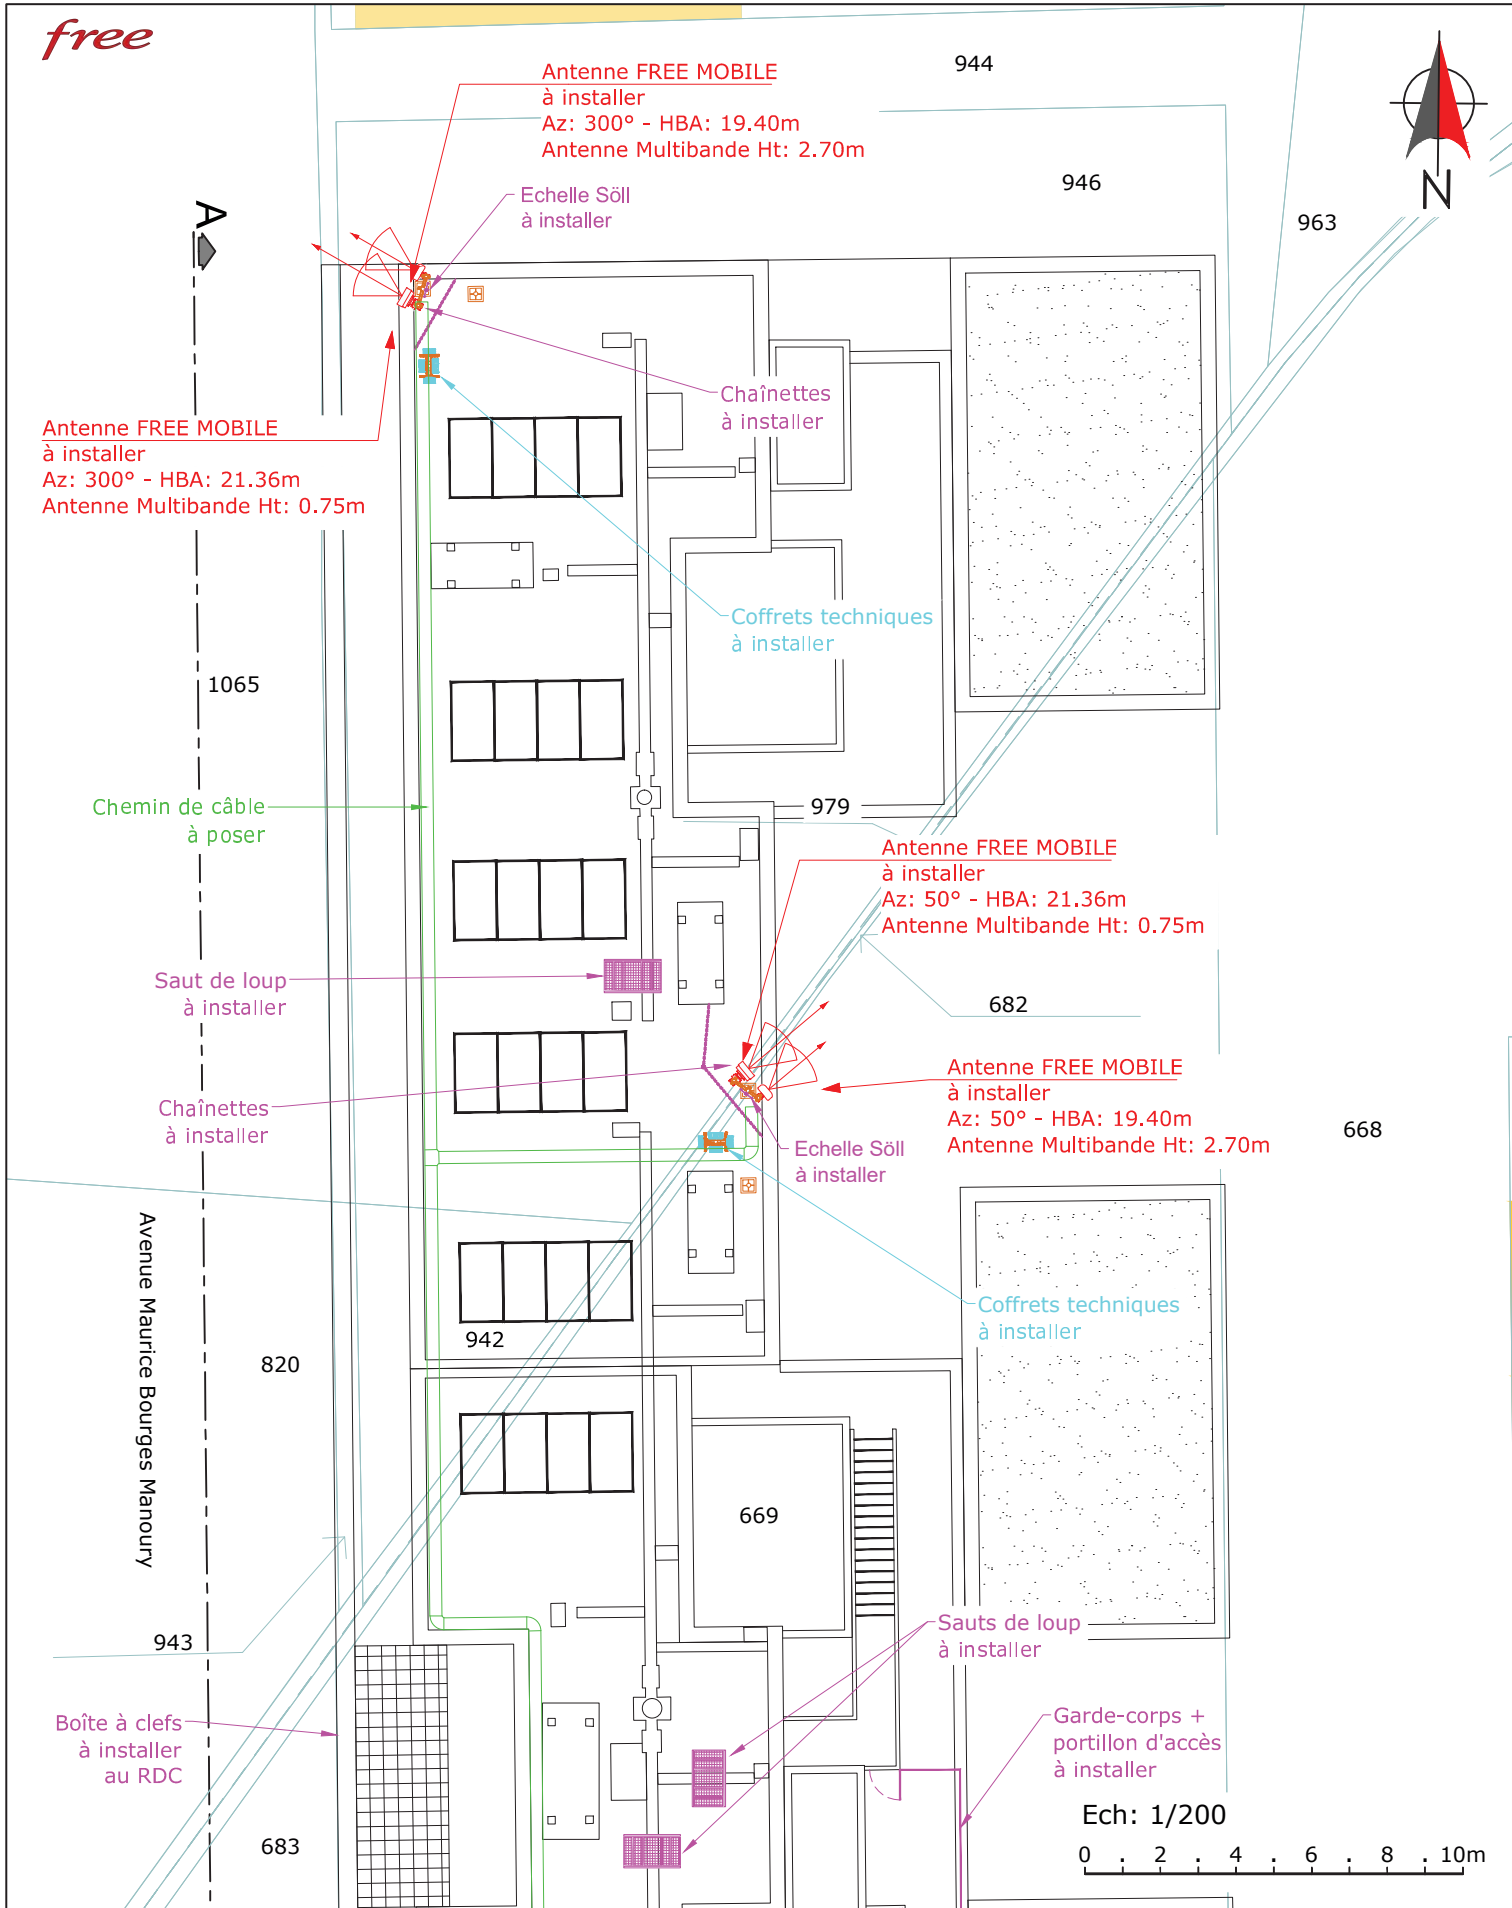 free
Antenne FREE MOBILE
à installer
Az: 300° - HBA: 19.40m
Antenne Multibande Ht: 2.70m
944
946
963
N
Echelle Söll
à installer
A
Chaînettes
à installer
Antenne FREE MOBILE
à installer
Az: 300° - HBA: 21.36m
Antenne Multibande Ht: 0.75m
Coffrets techniques
à installer
1065
Chemin de câble
à poser
979
Antenne FREE MOBILE
à installer
Az: 50° - HBA: 21.36m
Antenne Multibande Ht: 0.75m
Saut de loup
à installer
682
Antenne FREE MOBILE
à installer
Az: 50° - HBA: 19.40m
Antenne Multibande Ht: 2.70m
668
Chaînettes
à installer
Echelle Söll
à installer
Avenue Maurice Bourges Manoury
Coffrets techniques
à installer
942
820
669
943
Sauts de loup
à installer
Boîte à clefs
à installer
au RDC
Garde-corps +
portillon d'accès
à installer
683
Ech: 1/200
0 . 2 . 4 . 6 . 8 . 10m